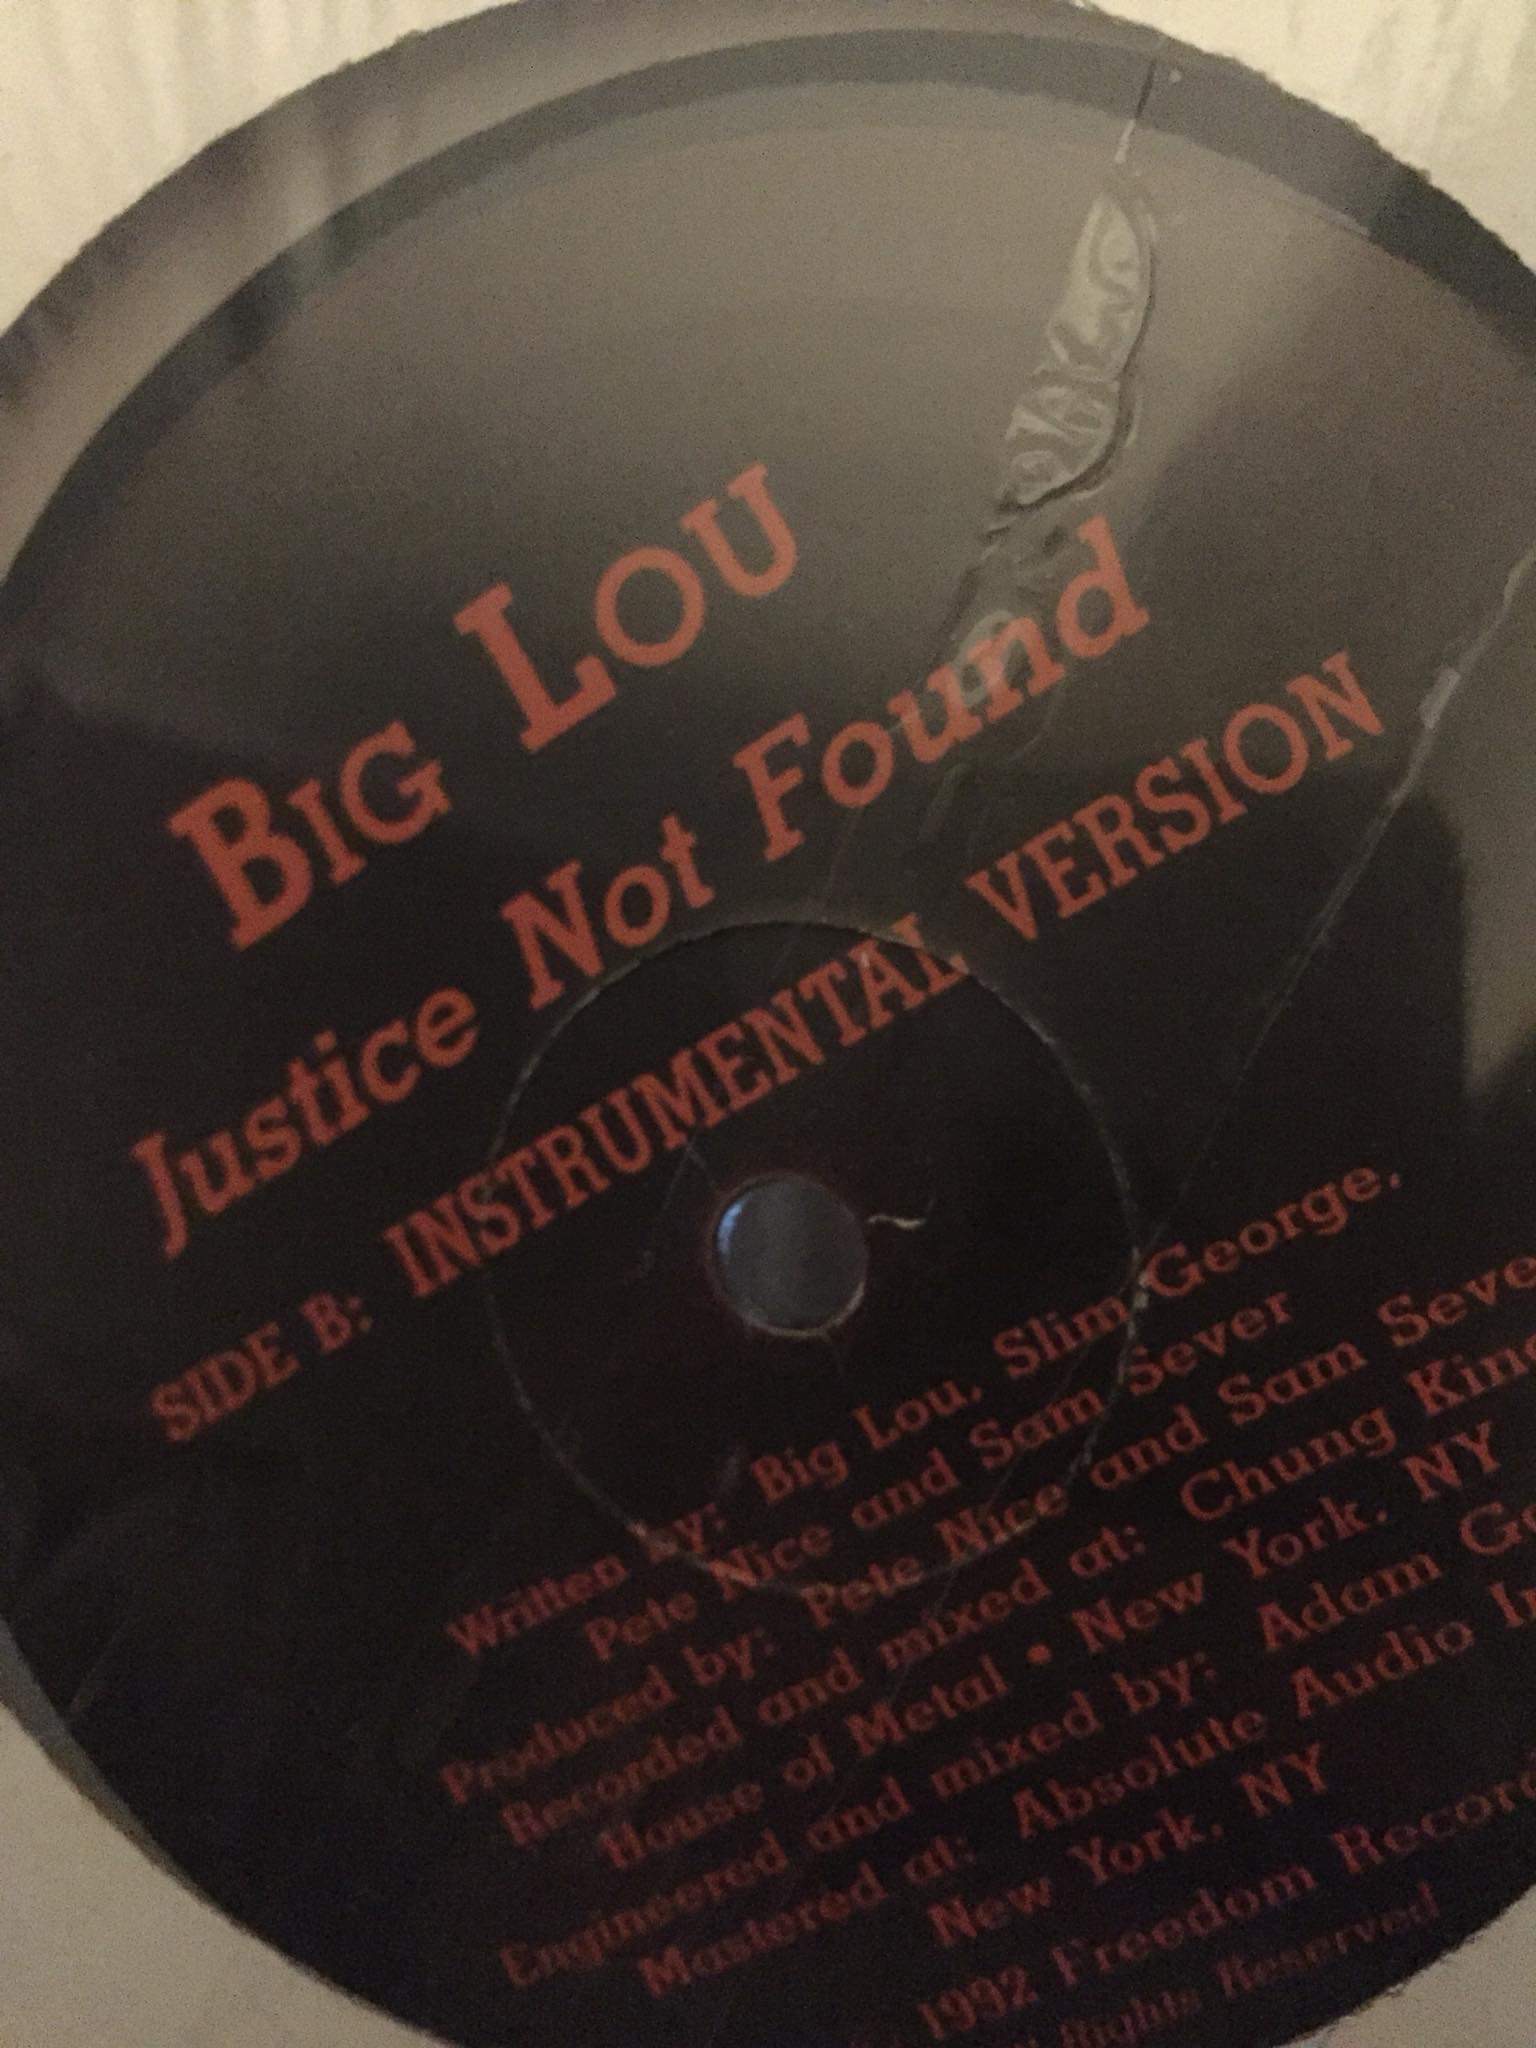 BIG LOU
Justice Not Found
SIDE B: INSTRUMENTAL VERSION
Written by: Big Lou, Slim George,
Pete Nice and Sam Sever
Produced by: Pete Nice and Sam Seve
Recorded and mixed at: Chung King
House of Metal • New York, NY
Engineered and mixed by: Adam
Mastered at: Absolute Audio
New York, NY
1992 Freedom Record
Rights Reserved